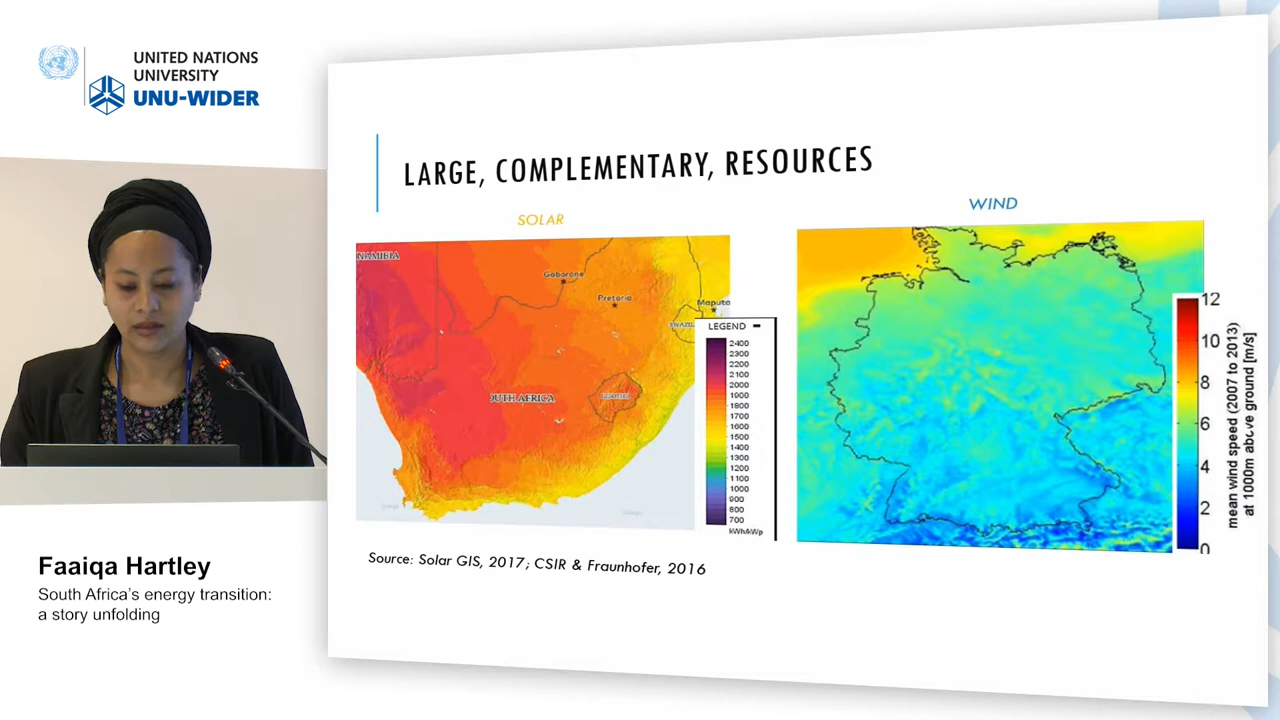 UNITED NATIONS
UNIVERSITY
UNU-WIDER
LARGE, COMPLEMENTARY, RESOURCES
SOLAR
WIND
NAMIBIA
Gaborone
Pretoria
Maputo
OUTH AFRICA
LEGEND
2400
2300
2200
2100
2000
1900
1800
1700
1600
1500
1400
1300
1200
1100
1000
900
800
700
kWh/kWp
12
10
8
6
4
2
0
mean wind speed (2007 to 2013)
at 1000m above ground [m/s]
Source: Solar GIS, 2017; CSIR & Fraunhofer, 2016
Faaiqa Hartley
South Africa's energy transition:
a story unfolding